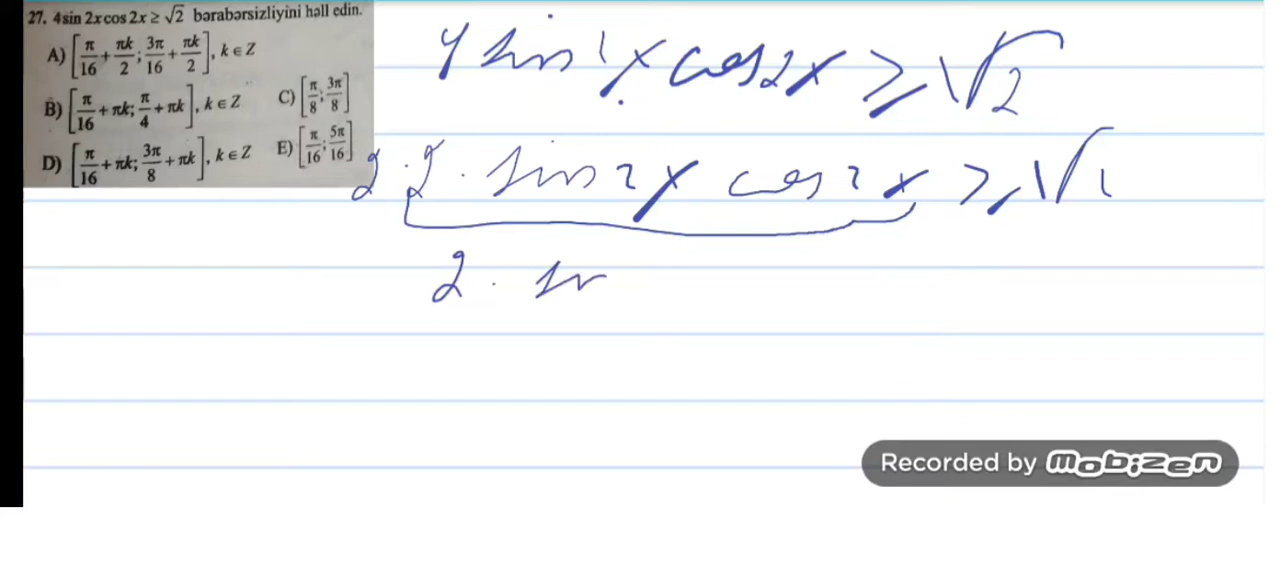 27. 4sin 2x cos 2x ≥ √2 bərabərsizliyini həll edin.
A) [π/16 + πk/2; 3π/16 + πk/2], k ∈ Z
B) [π/16 + πk; π/4 + πk], k ∈ Z C) [π/8; 3π/8]
D) [π/16 + πk; 3π/8 + πk], k ∈ Z E) [π/16; 5π/16]
4 sin 2x cos 2x ≥ √2
2 · 2 · sin 2x cos 2x ≥ √2
2 · sin
Recorded by Mobizen